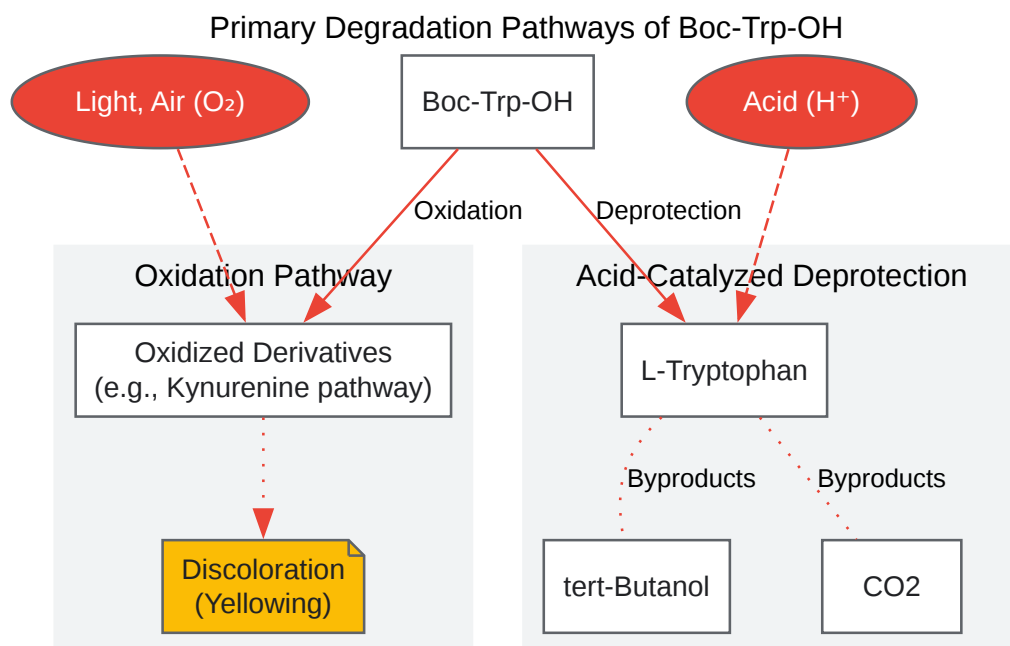 Primary Degradation Pathways of Boc-Trp-OH
Light, Air (O₂)
Boc-Trp-OH
Acid (H⁺)
Oxidation
Deprotection
Oxidation Pathway
Acid-Catalyzed Deprotection
Oxidized Derivatives
(e.g., Kynurenine pathway)
L-Tryptophan
Byproducts
Byproducts
Discoloration
(Yellowing)
tert-Butanol
CO2